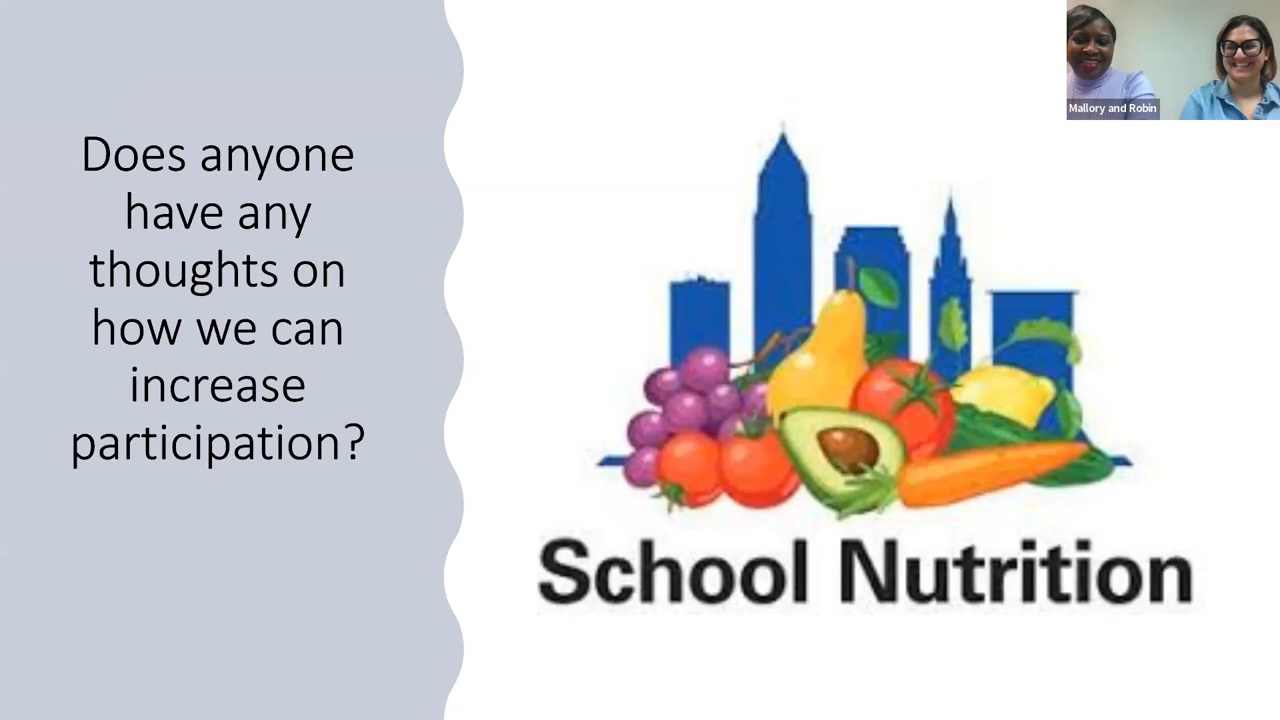 Does anyone
have any
thoughts on
how we can
increase
participation?
Mallory and Robin
School Nutrition